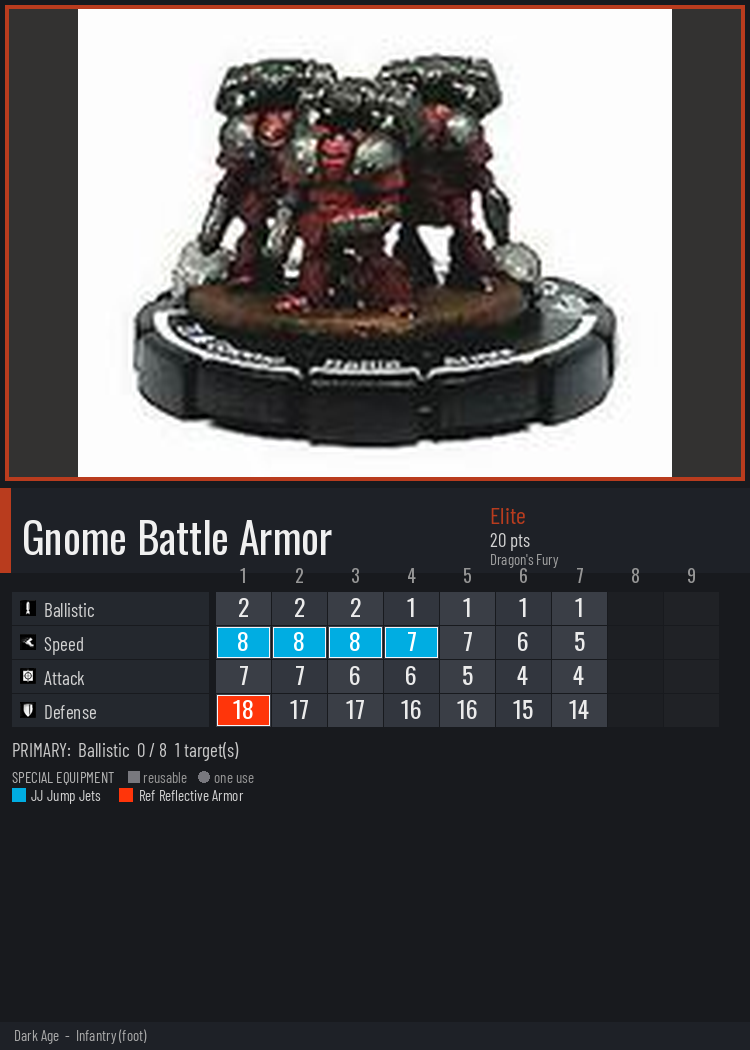 Gnome Battle Armor
Elite
20 pts
Dragon's Fury
1 2 3 4 5 6 7 8 9
Ballistic 2 2 2 1 1 1 1
Speed 8 8 8 7 7 6 5
Attack 7 7 6 6 5 4 4
Defense 18 17 17 16 16 15 14
PRIMARY: Ballistic 0 / 8 1 target(s)
SPECIAL EQUIPMENT reusable one use
JJ Jump Jets Ref Reflective Armor
Dark Age - Infantry (foot)